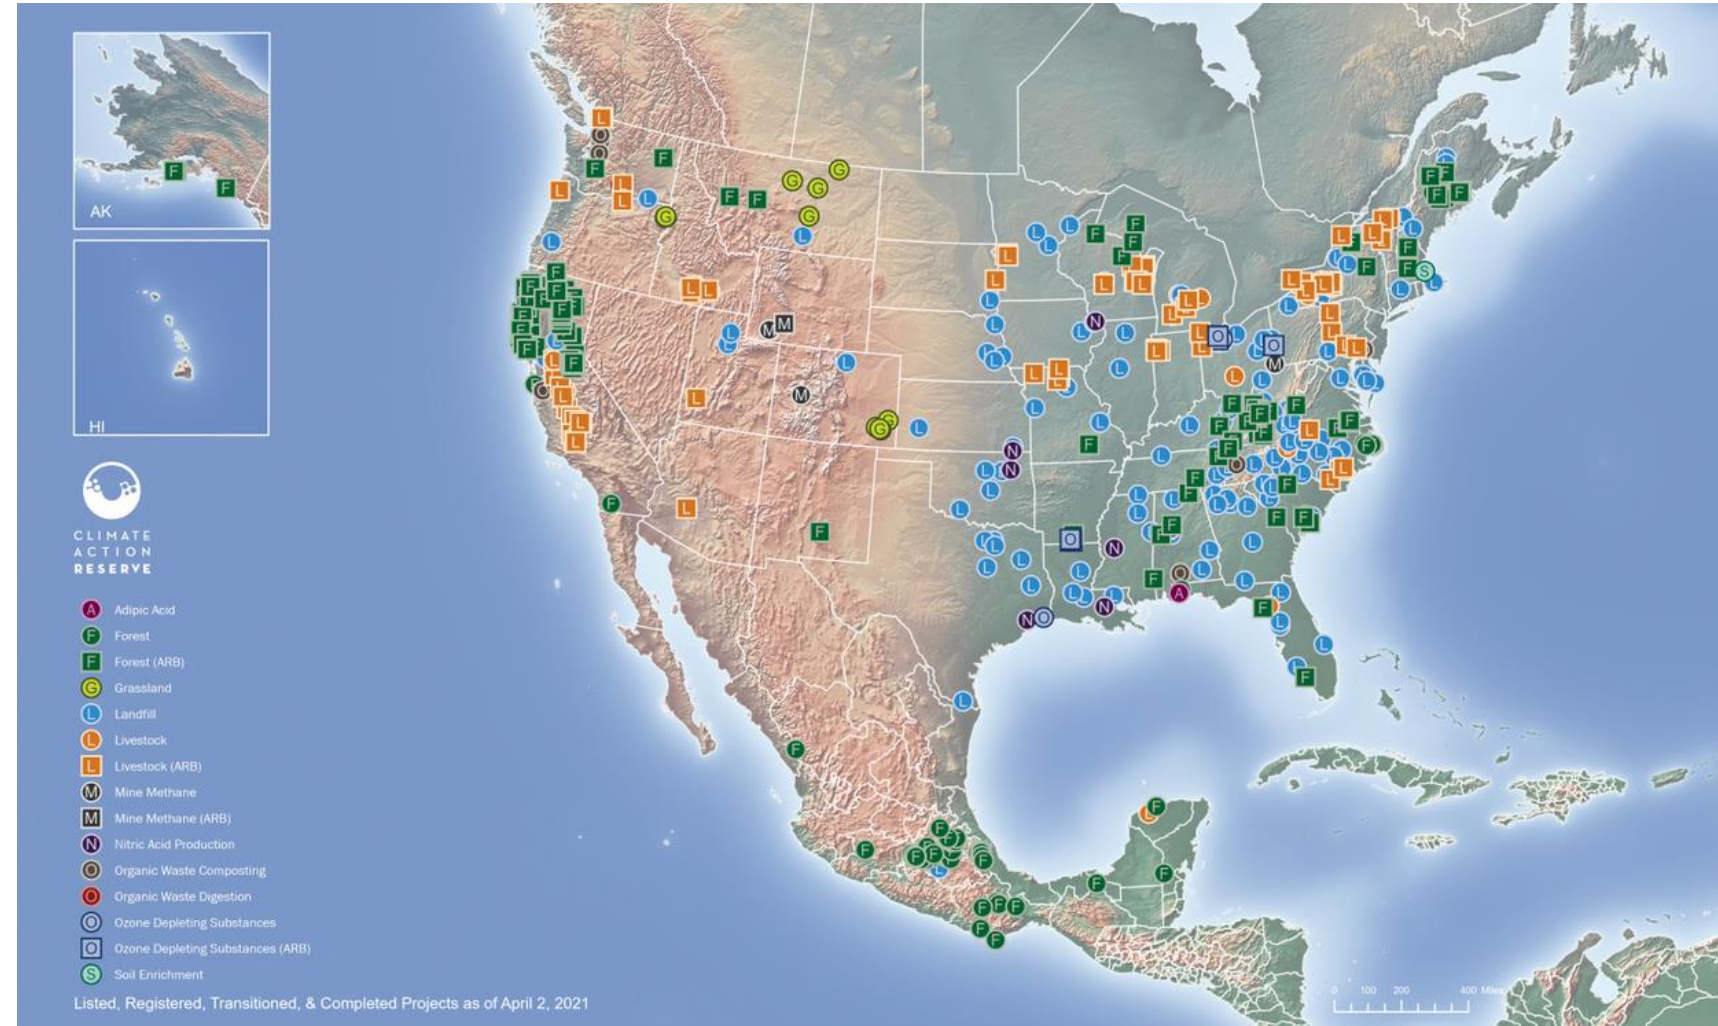 AK
HI
CLIMATE
ACTION
RESERVE
A Adipic Acid
F Forest
F Forest (ARB)
G Grassland
L Landfill
L Livestock
L Livestock (ARB)
M Mine Methane
M Mine Methane (ARB)
N Nitric Acid Production
O Organic Waste Composting
O Organic Waste Digestion
O Ozone Depleting Substances
O Ozone Depleting Substances (ARB)
S Soil Enrichment
Listed, Registered, Transitioned, & Completed Projects as of April 2, 2021
0 100 200 400 Miles